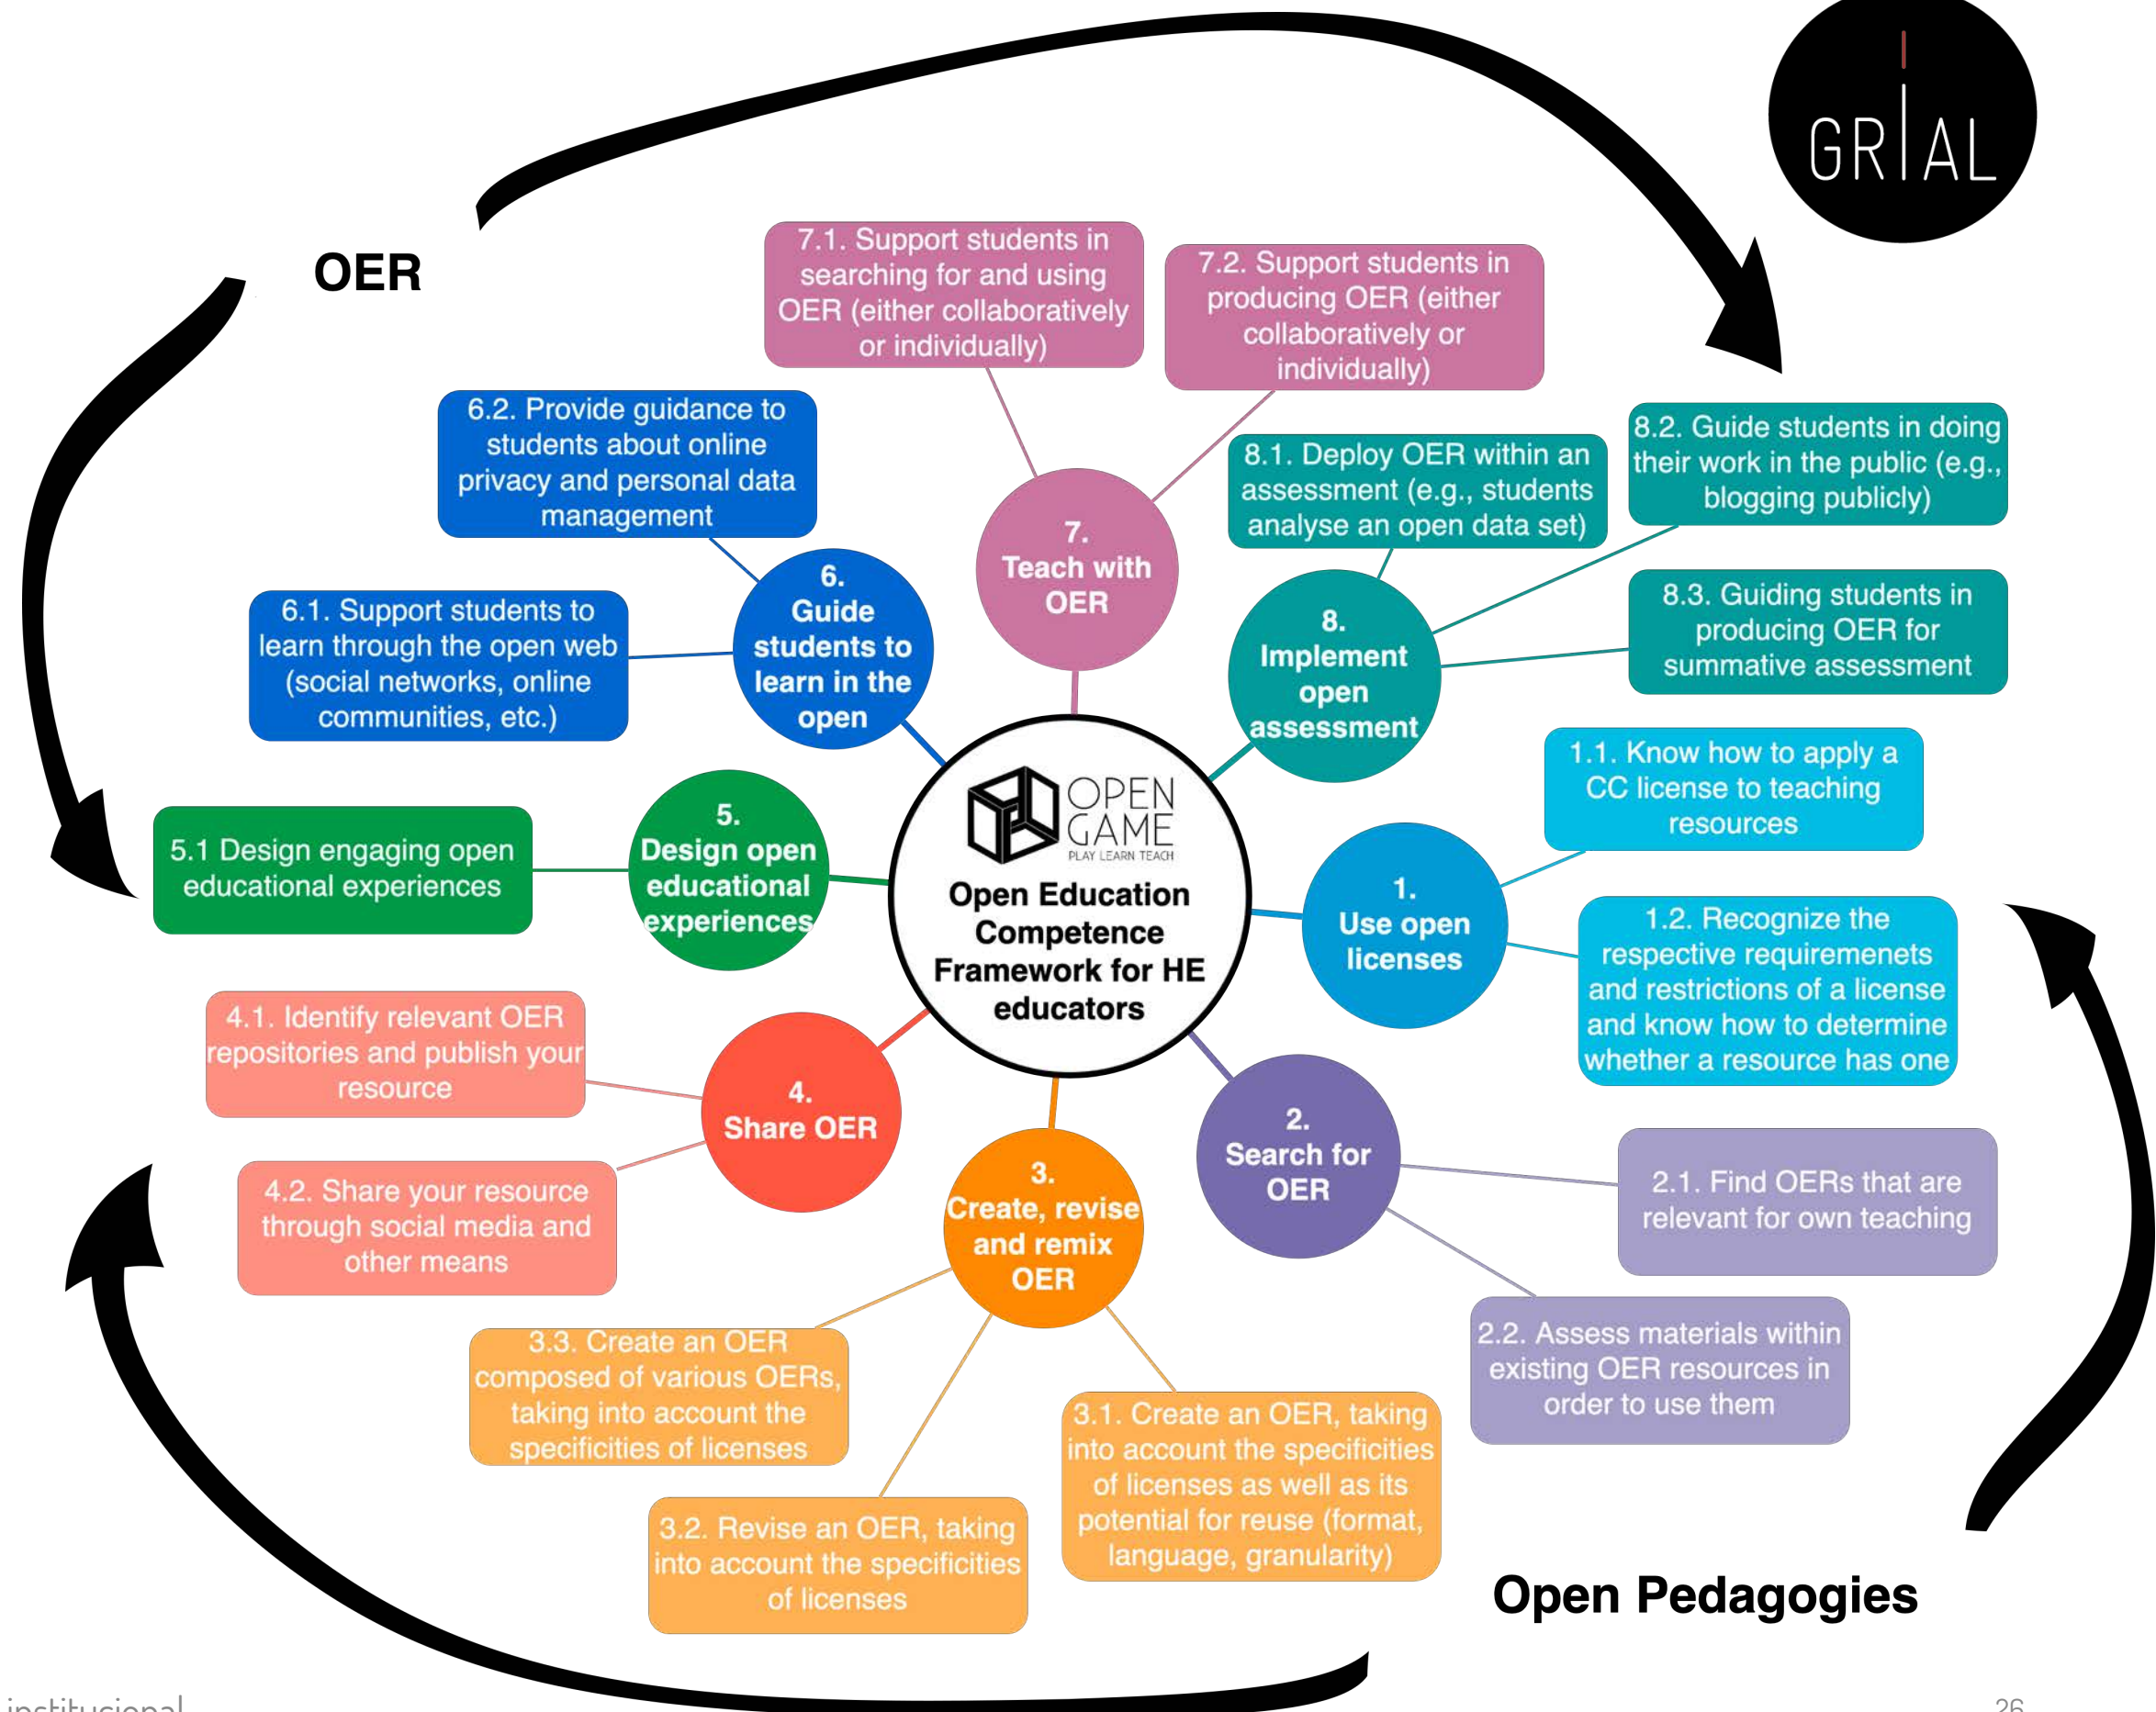 GRIAL
OER
7.1. Support students in
searching for and using
OER (either collaboratively
or individually)
7.2. Support students in
producing OER (either
collaboratively or
individually)
6.2. Provide guidance to
students about online
privacy and personal data
management
8.1. Deploy OER within an
assessment (e.g., students
analyse an open data set)
8.2. Guide students in doing
their work in the public (e.g.,
blogging publicly)
7.
Teach with
OER
6.
Guide
students to
learn in the
open
6.1. Support students to
learn through the open web
(social networks, online
communities, etc.)
8.
Implement
open
assessment
8.3. Guiding students in
producing OER for
summative assessment
1.1. Know how to apply a
CC license to teaching
resources
5.1 Design engaging open
educational experiences
5.
Design open
educational
experiences
OPEN
GAME
PLAY LEARN TEACH
Open Education
Competence
Framework for HE
educators
1.
Use open
licenses
1.2. Recognize the
respective requiremenets
and restrictions of a license
and know how to determine
whether a resource has one
4.1. Identify relevant OER
repositories and publish your
resource
4.
Share OER
4.2. Share your resource
through social media and
other means
3.
Create, revise
and remix
OER
2.
Search for
OER
2.1. Find OERs that are
relevant for own teaching
2.2. Assess materials within
existing OER resources in
order to use them
3.3. Create an OER
composed of various OERs,
taking into account the
specificities of licenses
3.1. Create an OER, taking
into account the specificities
of licenses as well as its
potential for reuse (format,
language, granularity)
3.2. Revise an OER, taking
into account the specificities
of licenses
Open Pedagogies
institucional
26